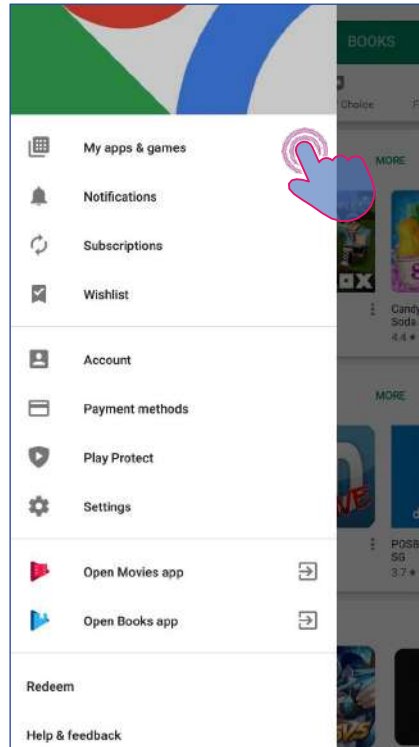 BOOKS
Choice
My apps & games
MORE
Notifications
Subscriptions
Wishlist
Candy
Soda
4.4 ★
Account
MORE
Payment methods
Play Protect
Settings
POSB
SG
3.7 ★
Open Movies app
Open Books app
Redeem
Help & feedback